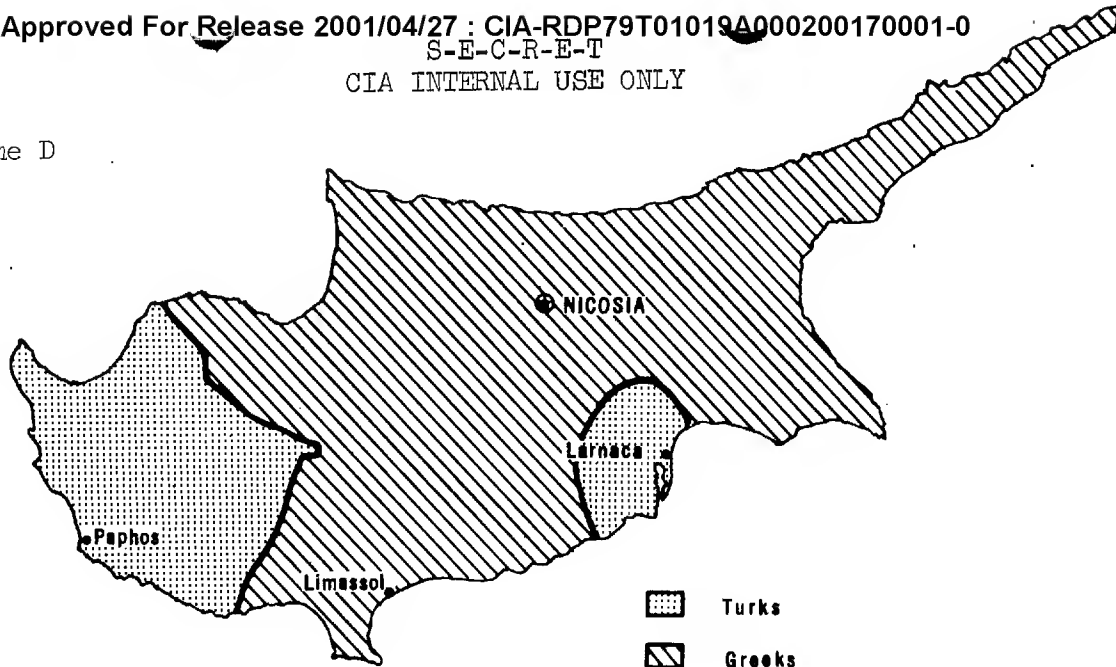 Approved For Release 2001/04/27 : CIA-RDP79T01019A000200170001-0
S-E-C-R-E-T
CIA INTERNAL USE ONLY
D
NICOSIA
Larnaca
Paphos
Limassol
Turks
Greeks